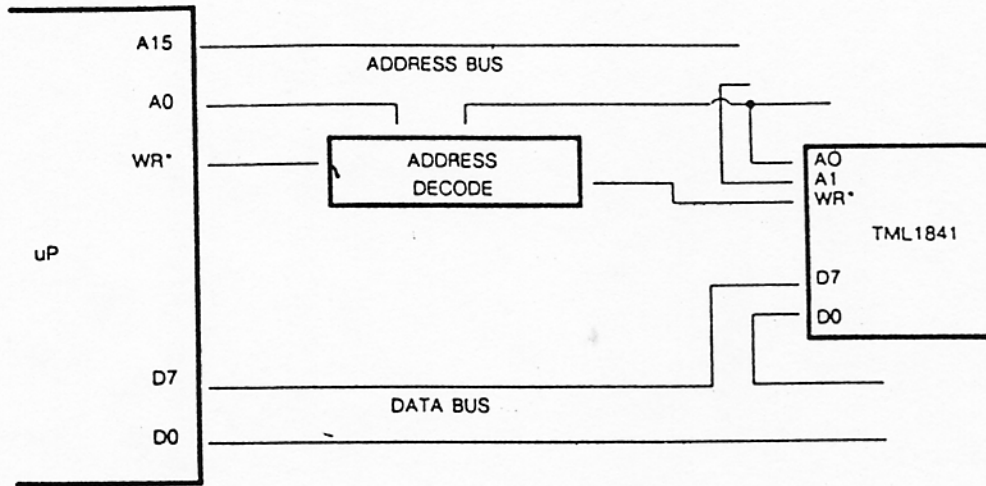 A15
ADDRESS BUS
A0
WR*
ADDRESS
DECODE
A0
A1
WR*
TML1841
uP
D7
D0
D7
DATA BUS
D0